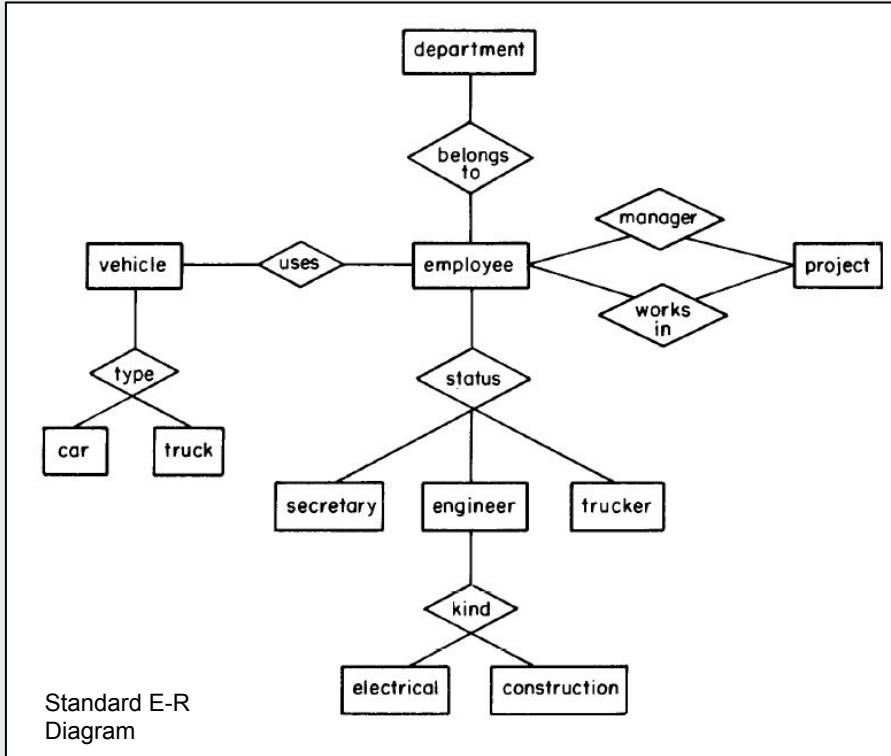 department
belongs
to
manager
vehicle
uses
employee
project
works
in
type
status
car
truck
secretary
engineer
trucker
kind
electrical
construction
Standard E-R
Diagram